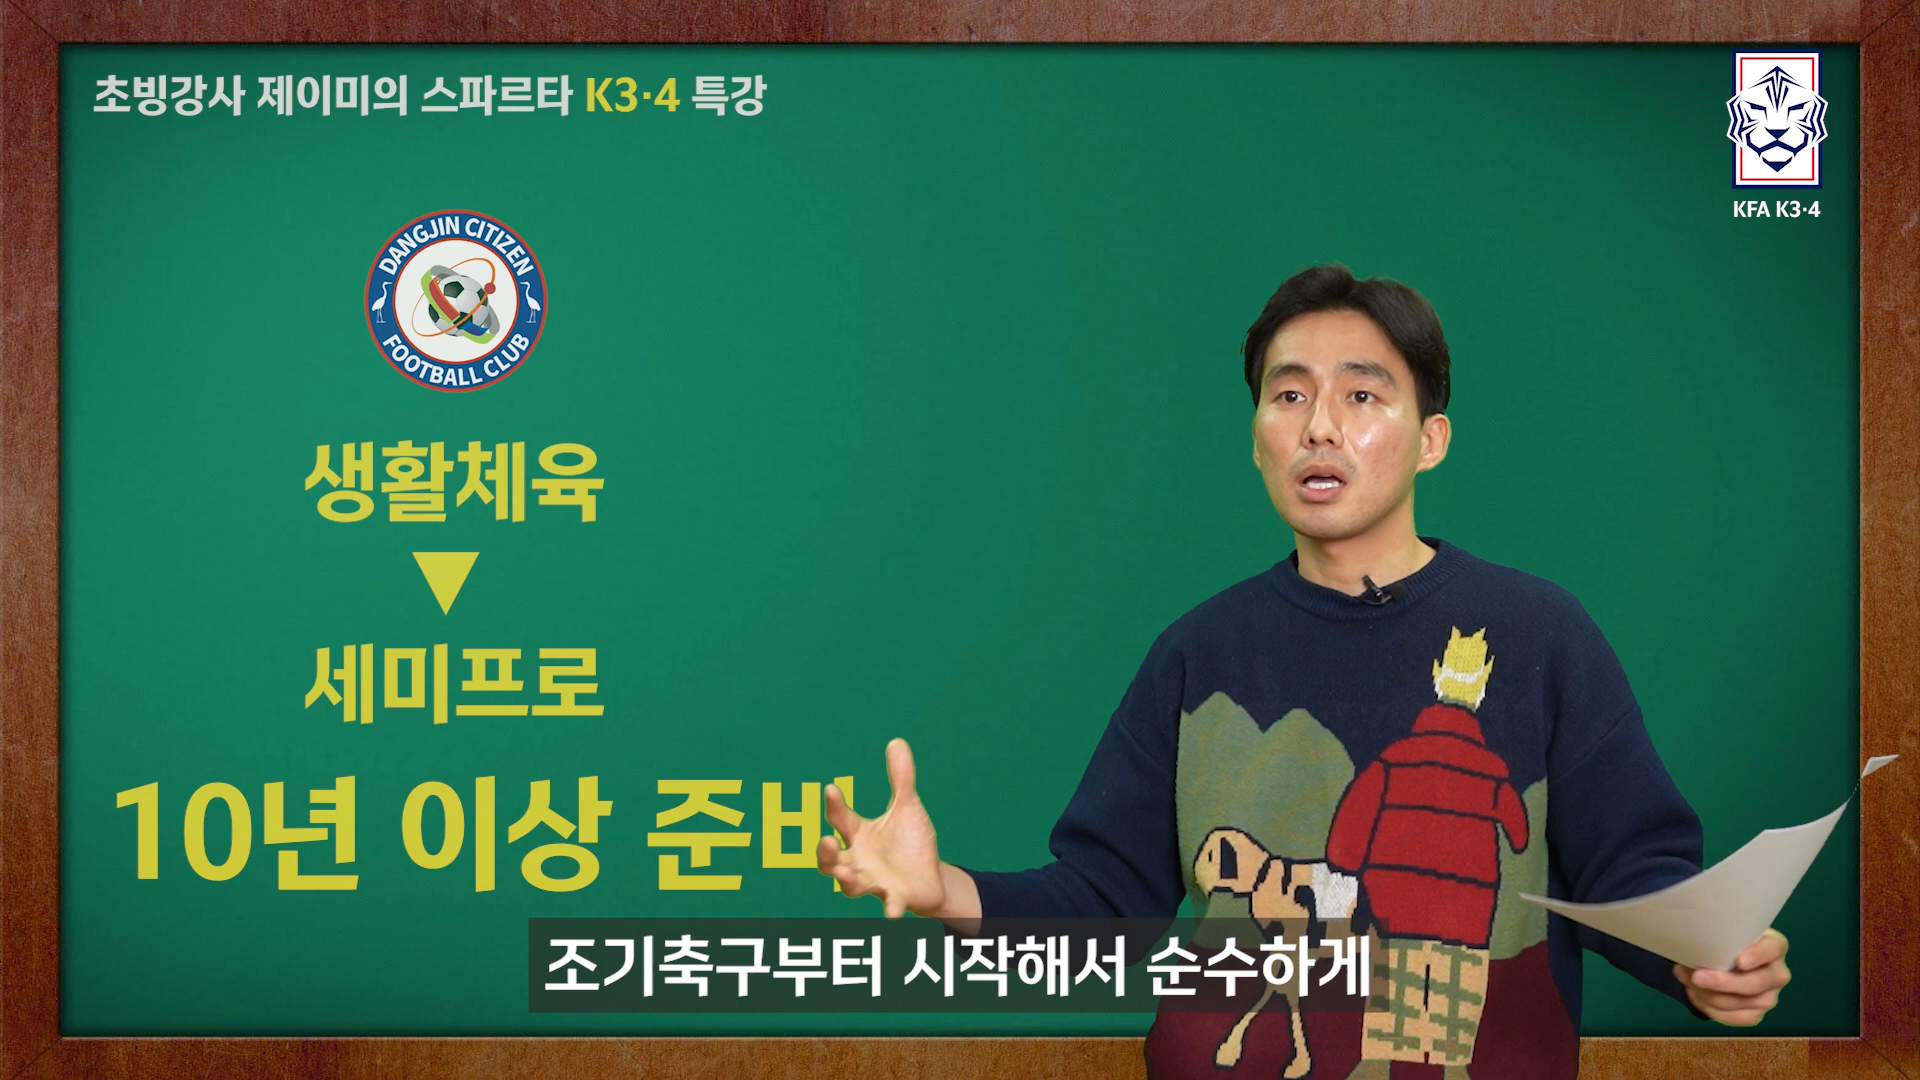 초빙강사 제이미의 스파르타 K3·4 특강
KFA K3·4
DANGJIN CITIZEN
FOOTBALL CLUB
생활체육
▼
세미프로
10년 이상 준비
조기축구부터 시작해서 순수하게